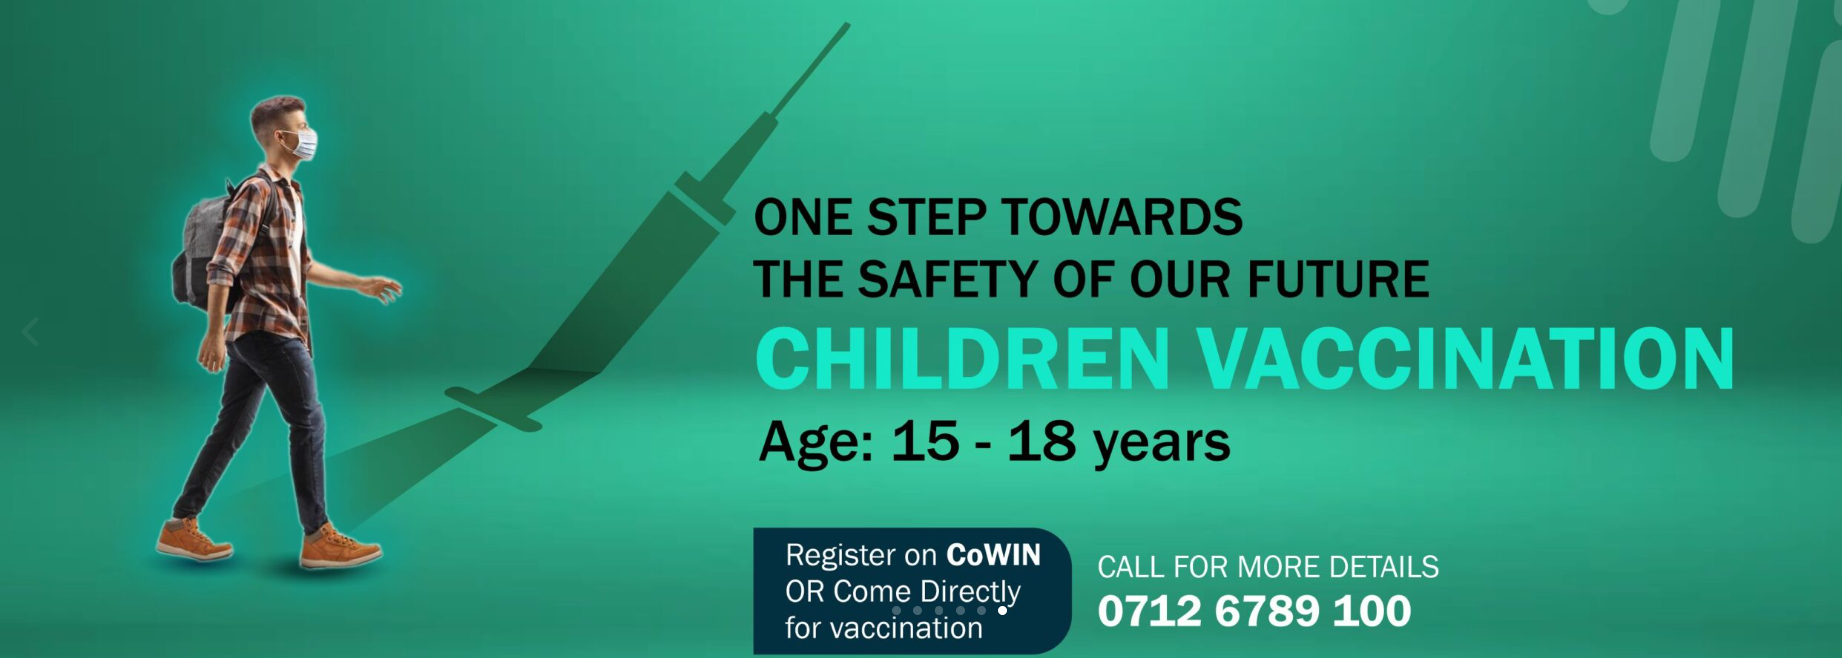 ONE STEP TOWARDS
THE SAFETY OF OUR FUTURE
CHILDREN VACCINATION
Age: 15 - 18 years
Register on CoWIN
OR Come Directly
for vaccination
CALL FOR MORE DETAILS
0712 6789 100